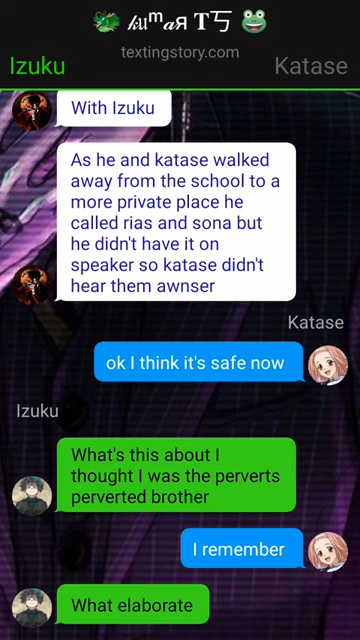 𝓴𝓾ᵐ𝒂я 𝐓丂
textingstory.com
Izuku
Katase
With Izuku
As he and katase walked
away from the school to a
more private place he
called rias and sona but
he didn't have it on
speaker so katase didn't
hear them awnser
Katase
ok I think it's safe now
Izuku
What's this about I
thought I was the perverts
perverted brother
I remember
What elaborate